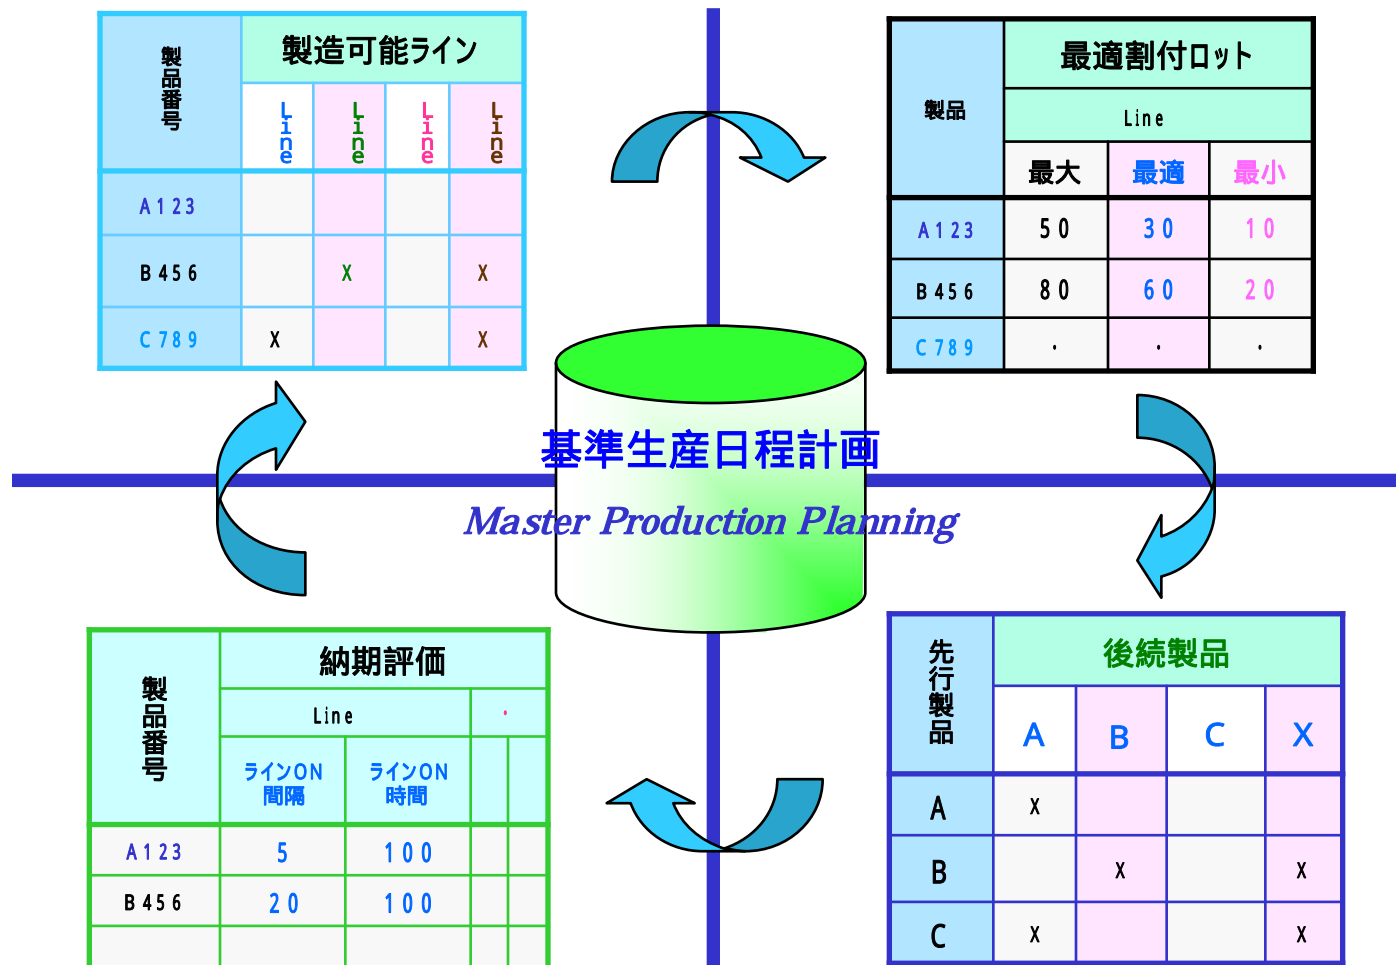 製品番号 製造可能ライン
Line Line Line Line
A123
B456 X X
C789 X X
製品 最適割付ロット
Line
最大 最適 最小
A123 50 30 10
B456 80 60 20
C789 ・ ・ ・
基準生産日程計画
Master Production Planning
製品番号 納期評価
Line ・
ラインON間隔 ラインON時間
A123 5 100
B456 20 100
先行製品 後続製品
A B C X
A X
B X X
C X X